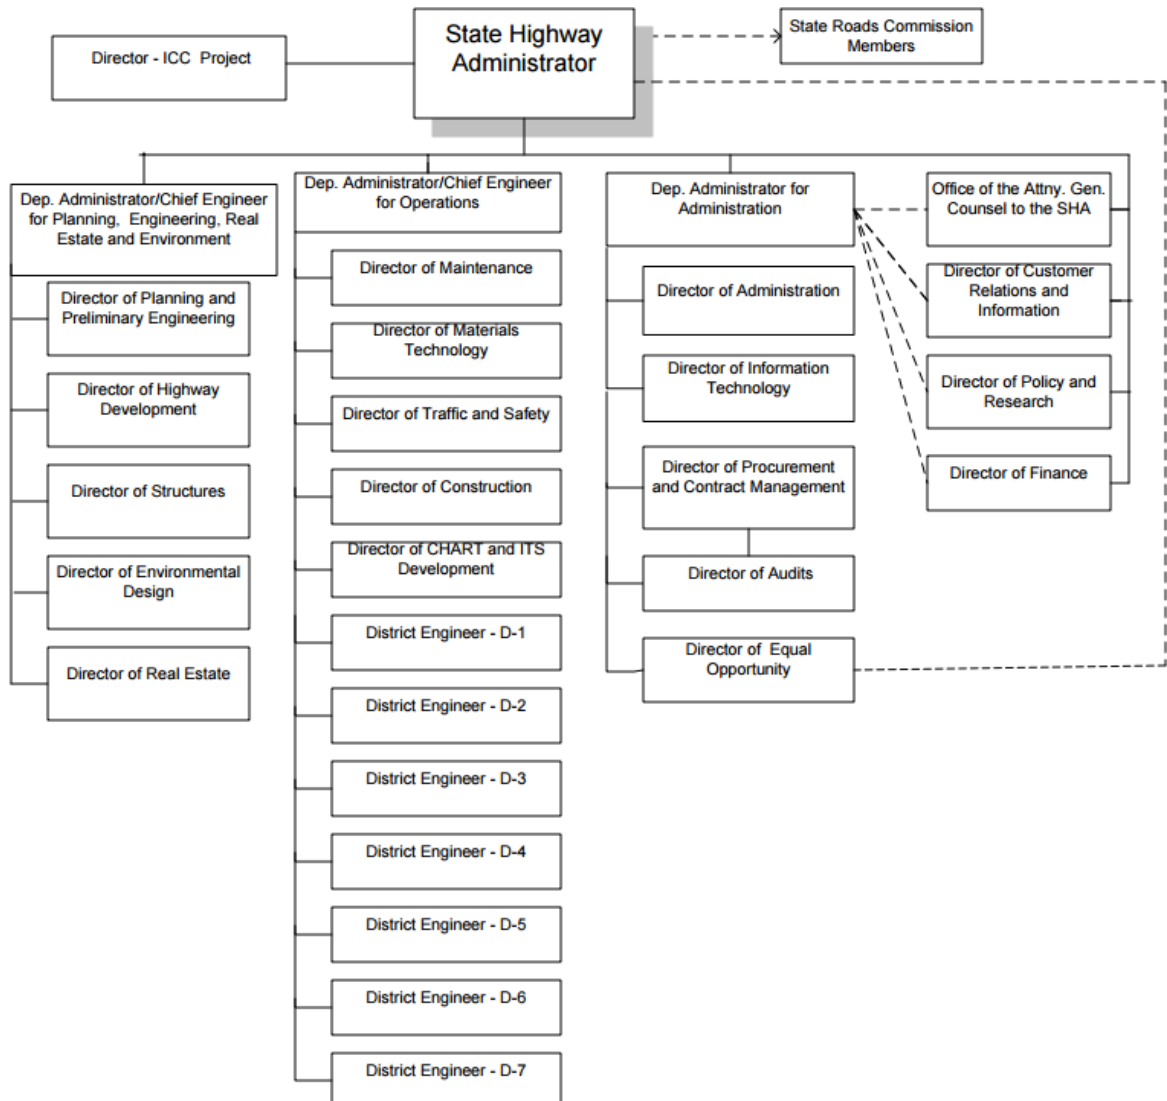 State Highway
Administrator
State Roads Commission
Members
Director - ICC  Project
Dep. Administrator/Chief Engineer
for Planning,  Engineering, Real
Estate and Environment
Director of Planning and
Preliminary Engineering
Director of Highway
Development
Director of Structures
Director of Environmental
Design
Director of Real Estate
Dep. Administrator/Chief Engineer
for Operations
Director of Maintenance
Director of Materials
Technology
Director of Traffic and Safety
Director of Construction
Director of CHART and ITS
Development
District Engineer - D-1
District Engineer - D-2
District Engineer - D-3
District Engineer - D-4
District Engineer - D-5
District Engineer - D-6
District Engineer - D-7
Dep. Administrator for
Administration
Director of Administration
Director of Information
Technology
Director of Procurement
and Contract Management
Director of Audits
Director of  Equal
Opportunity
Office of the Attny. Gen.
Counsel to the SHA
Director of Customer
Relations and
Information
Director of Policy and
Research
Director of Finance